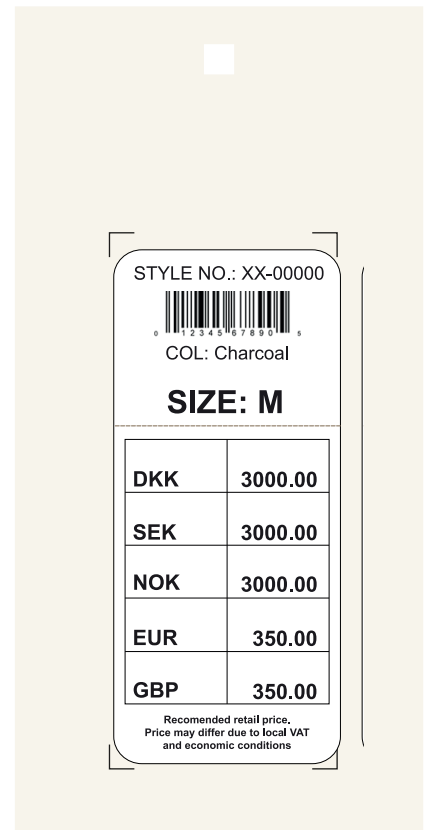 STYLE NO.: XX-00000
0 12345 67890 5
COL: Charcoal
SIZE: M
DKK 3000.00
SEK 3000.00
NOK 3000.00
EUR 350.00
GBP 350.00
Recomended retail price.
Price may differ due to local VAT
and economic conditions